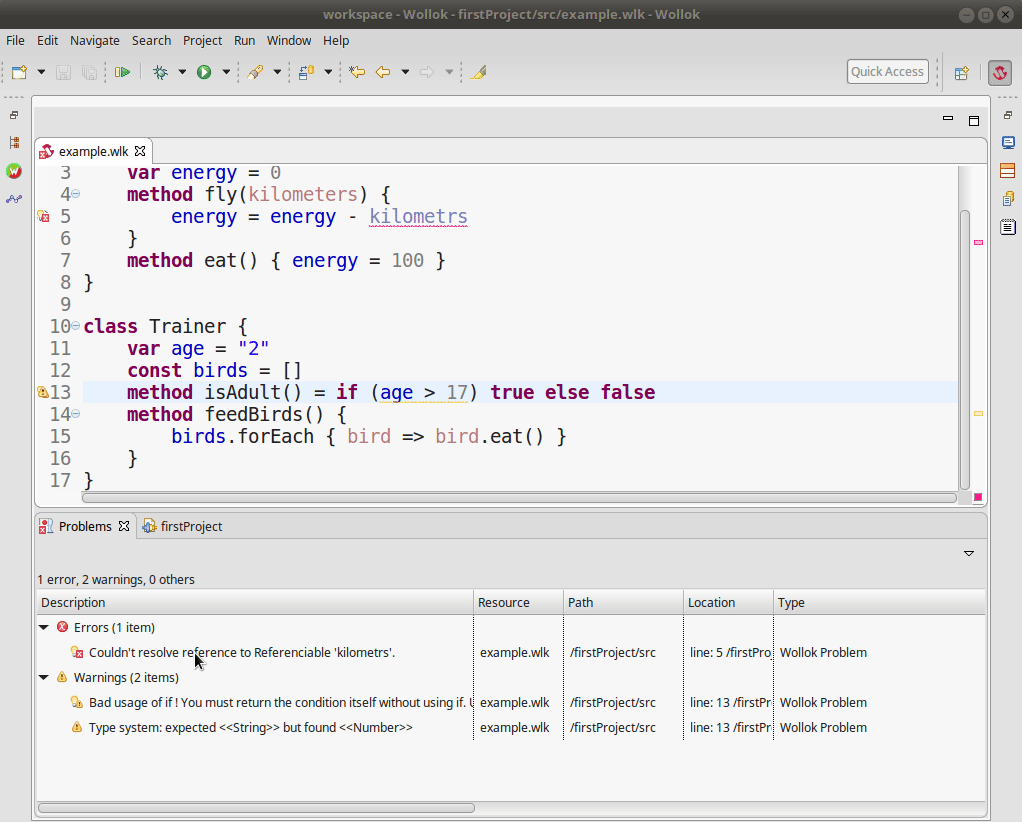 workspace - Wollok - firstProject/src/example.wlk - Wollok
File Edit Navigate Search Project Run Window Help
Quick Access
example.wlk
3 var energy = 0
4 method fly(kilometers) {
5 energy = energy - kilometrs
6 }
7 method eat() { energy = 100 }
8 }
9
10 class Trainer {
11 var age = "2"
12 const birds = []
13 method isAdult() = if (age > 17) true else false
14 method feedBirds() {
15 birds.forEach { bird => bird.eat() }
16 }
17 }
Problems firstProject
1 error, 2 warnings, 0 others
Description Resource Path Location Type
Errors (1 item)
Couldn't resolve reference to Referenciable 'kilometrs'. example.wlk /firstProject/src line: 5 /firstPro Wollok Problem
Warnings (2 items)
Bad usage of if ! You must return the condition itself without using if. U example.wlk /firstProject/src line: 13 /firstPr Wollok Problem
Type system: expected <<String>> but found <<Number>> example.wlk /firstProject/src line: 13 /firstPr Wollok Problem